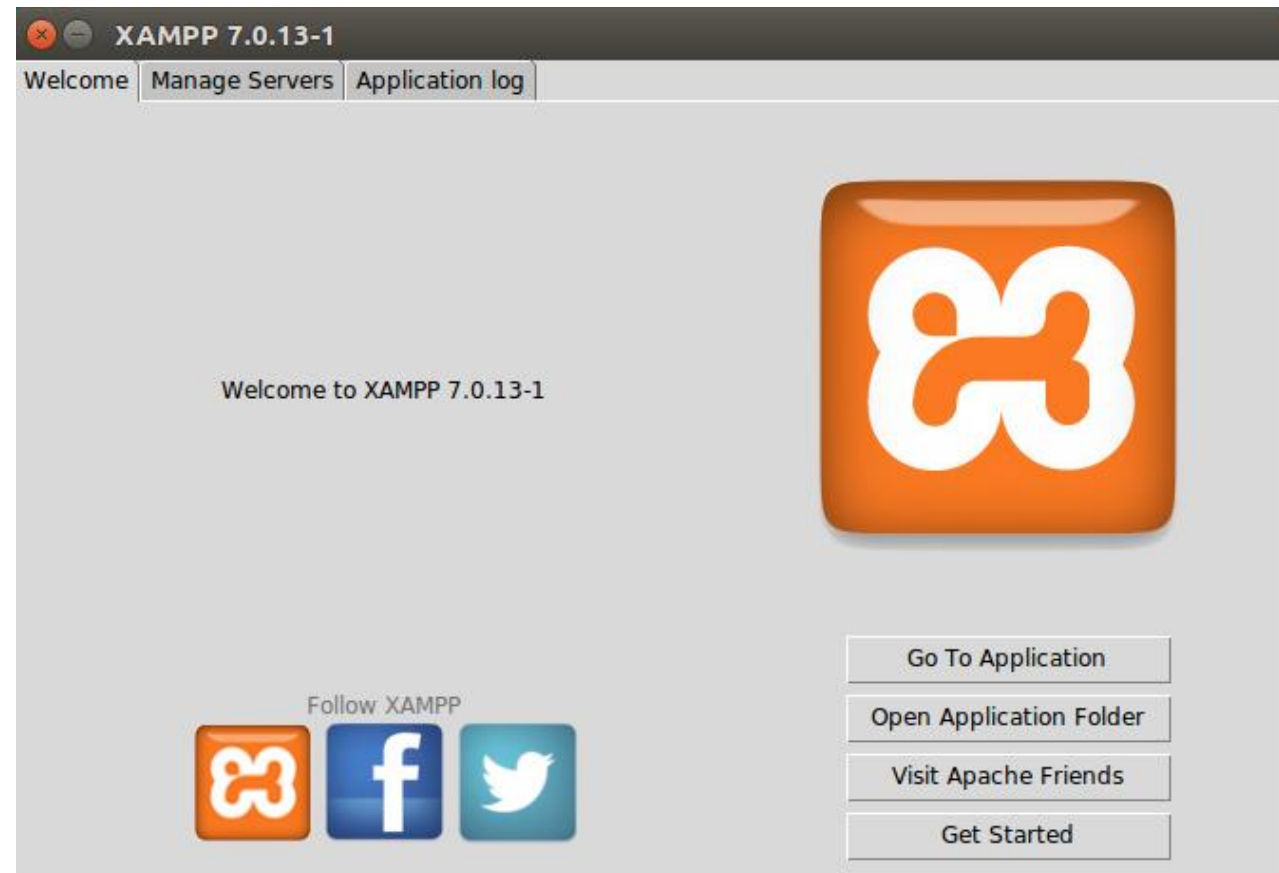 XAMPP 7.0.13-1
Welcome Manage Servers Application log
Welcome to XAMPP 7.0.13-1
Follow XAMPP
Go To Application
Open Application Folder
Visit Apache Friends
Get Started